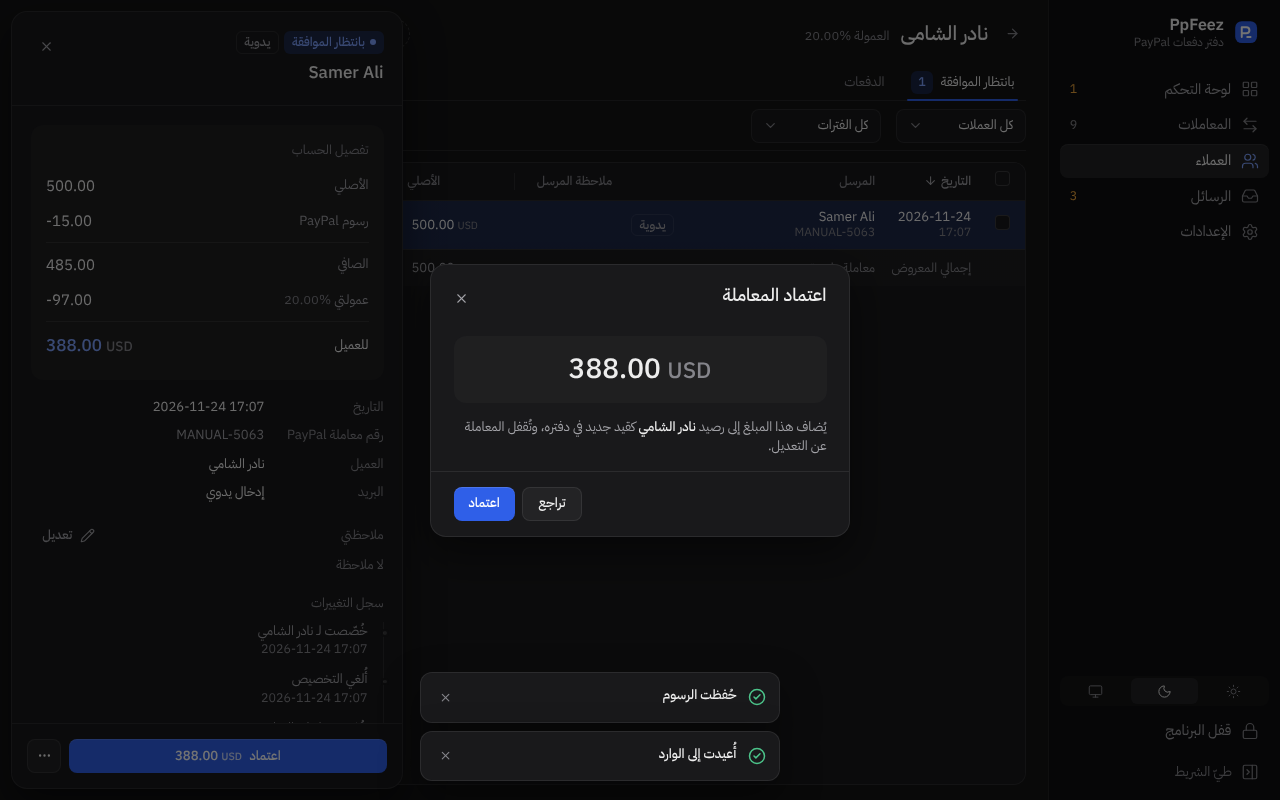 PpFeez
دفتر دفعات PayPal
لوحة التحكم 1
المعاملات 9
العملاء
الرسائل 3
الإعدادات
قفل البرنامج
طيّ الشريط
نادر الشامي العمولة 20.00%
بانتظار الموافقة 1
الدفعات
كل العملات
كل الفترات
التاريخ
المرسل
ملاحظة المرسل
الأصلي
2026-11-24
17:07
Samer Ali
MANUAL-5063
يدوية
500.00 USD
إجمالي المعروض
اعتماد المعاملة
388.00 USD
يُضاف هذا المبلغ إلى رصيد نادر الشامي كقيد جديد في دفتره، وتُقفل المعاملة
عن التعديل.
تراجع
اعتماد
حُفظت الرسوم
أُعيدت إلى الوارد
بانتظار الموافقة
يدوية
Samer Ali
تفصيل الحساب
الأصلي 500.00
رسوم PayPal -15.00
الصافي 485.00
عمولتي 20.00% -97.00
للعميل 388.00 USD
التاريخ 2026-11-24 17:07
رقم معاملة PayPal MANUAL-5063
العميل نادر الشامي
البريد إدخال يدوي
ملاحظتي
تعديل
لا ملاحظة
سجل التغييرات
خُصّصت لـ نادر الشامي
2026-11-24 17:07
أُلغي التخصيص
2026-11-24 17:07
اعتماد 388.00 USD